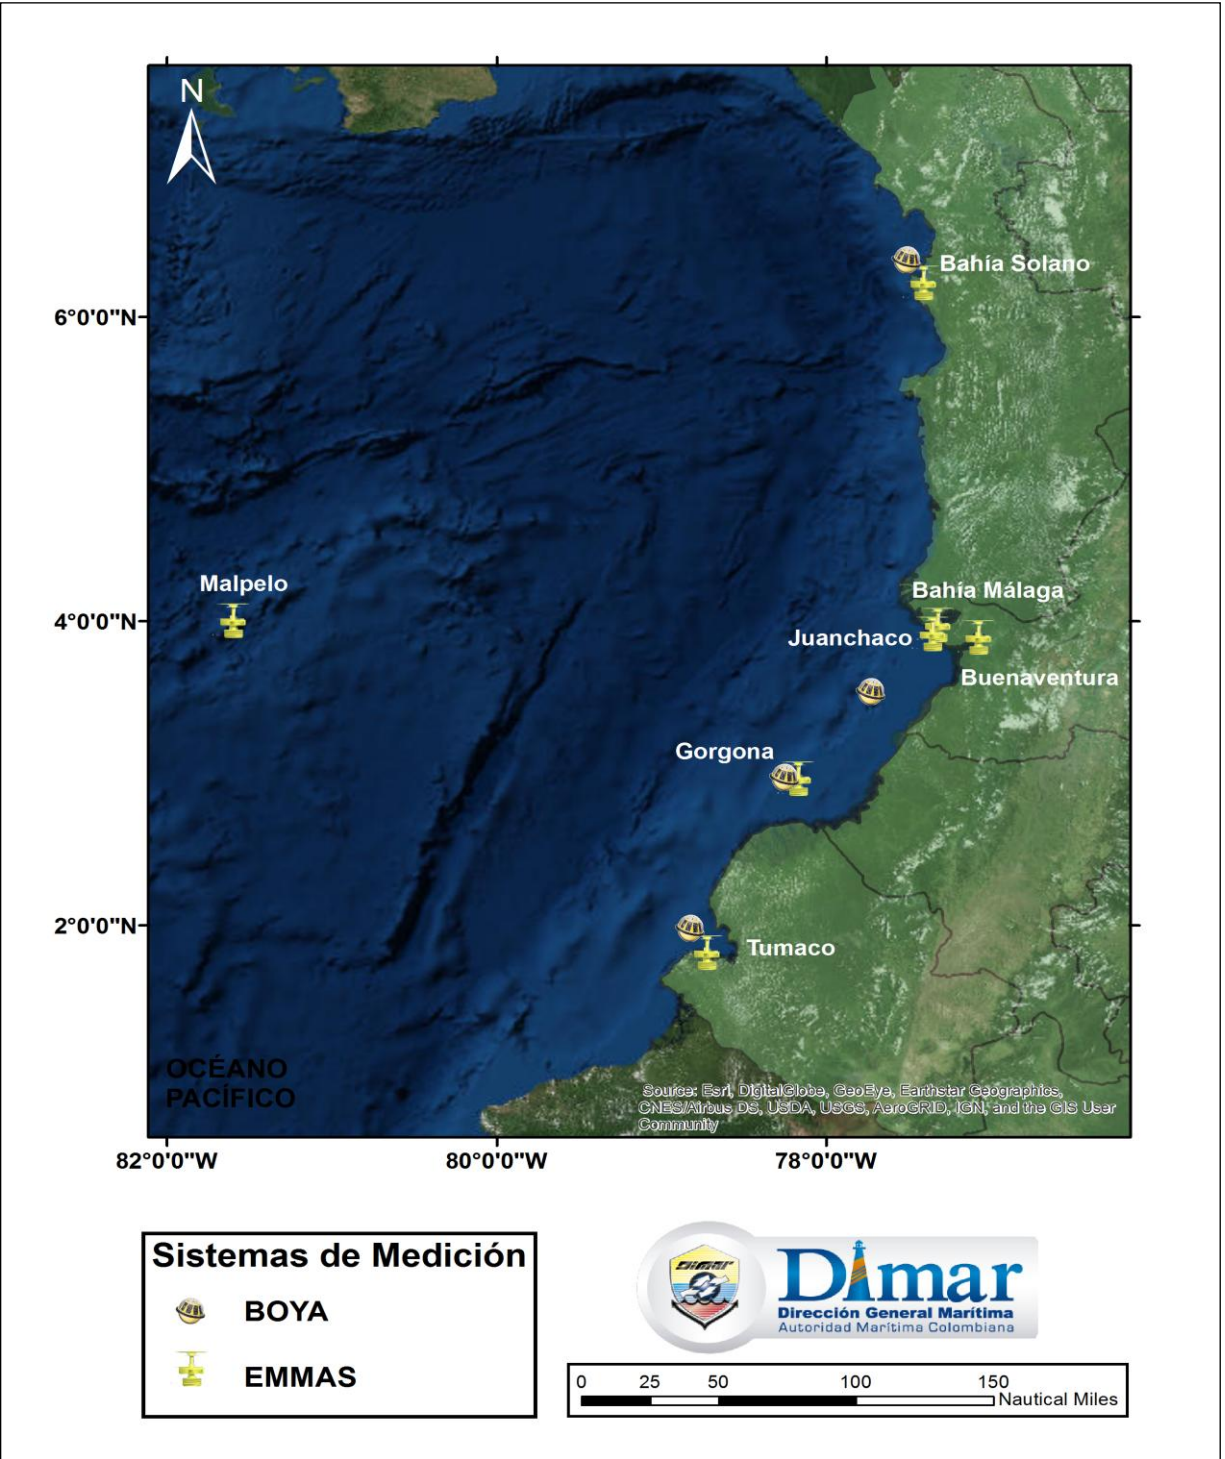 N
Bahía Solano
6°0'0"N
Malpelo
Bahía Málaga
4°0'0"N
Juanchaco
Buenaventura
Gorgona
2°0'0"N
Tumaco
OCÉANO
PACÍFICO
Source: Esri, DigitalGlobe, GeoEye, Earthstar Geographics,
CNES/Airbus DS, USDA, USGS, AeroGRID, IGN, and the GIS User
Community
82°0'0"W
80°0'0"W
78°0'0"W
Sistemas de Medición
BOYA
EMMAS
DIMAR
Dimar
Dirección General Marítima
Autoridad Marítima Colombiana
0 25 50 100 150
Nautical Miles